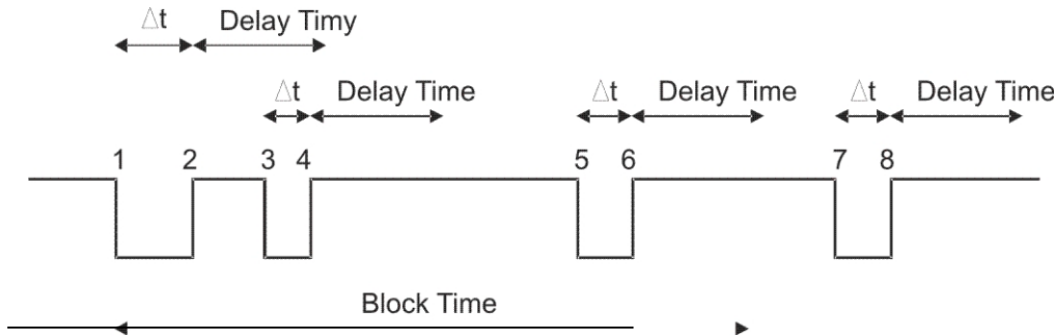 Δt Delay Timy
Δt Delay Time Δt Delay Time Δt Delay Time
1 2 3 4 5 6 7 8
Block Time